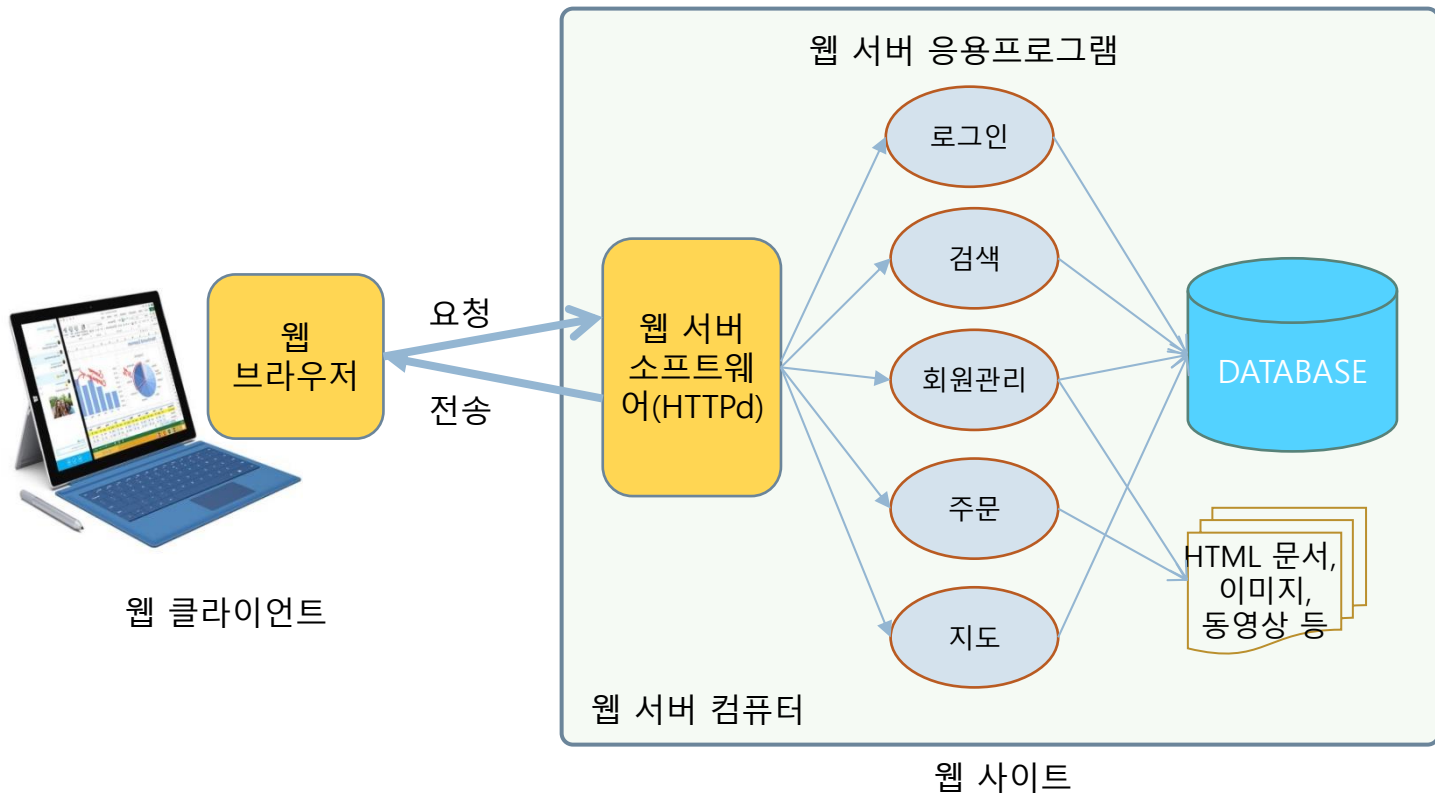 웹 서버 응용프로그램
로그인
검색
회원관리
주문
지도
웹
브라우저
요청
전송
웹 서버
소프트웨
어(HTTPd)
DATABASE
HTML 문서,
이미지,
동영상 등
웹 클라이언트
웹 서버 컴퓨터
웹 사이트